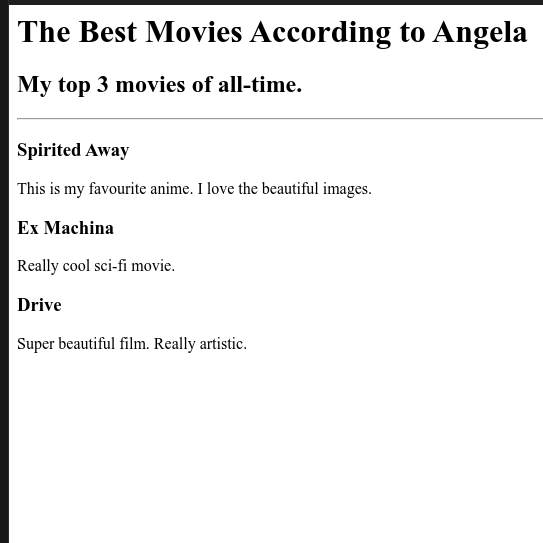 The Best Movies According to Angela
My top 3 movies of all-time.
Spirited Away
This is my favourite anime. I love the beautiful images.
Ex Machina
Really cool sci-fi movie.
Drive
Super beautiful film. Really artistic.